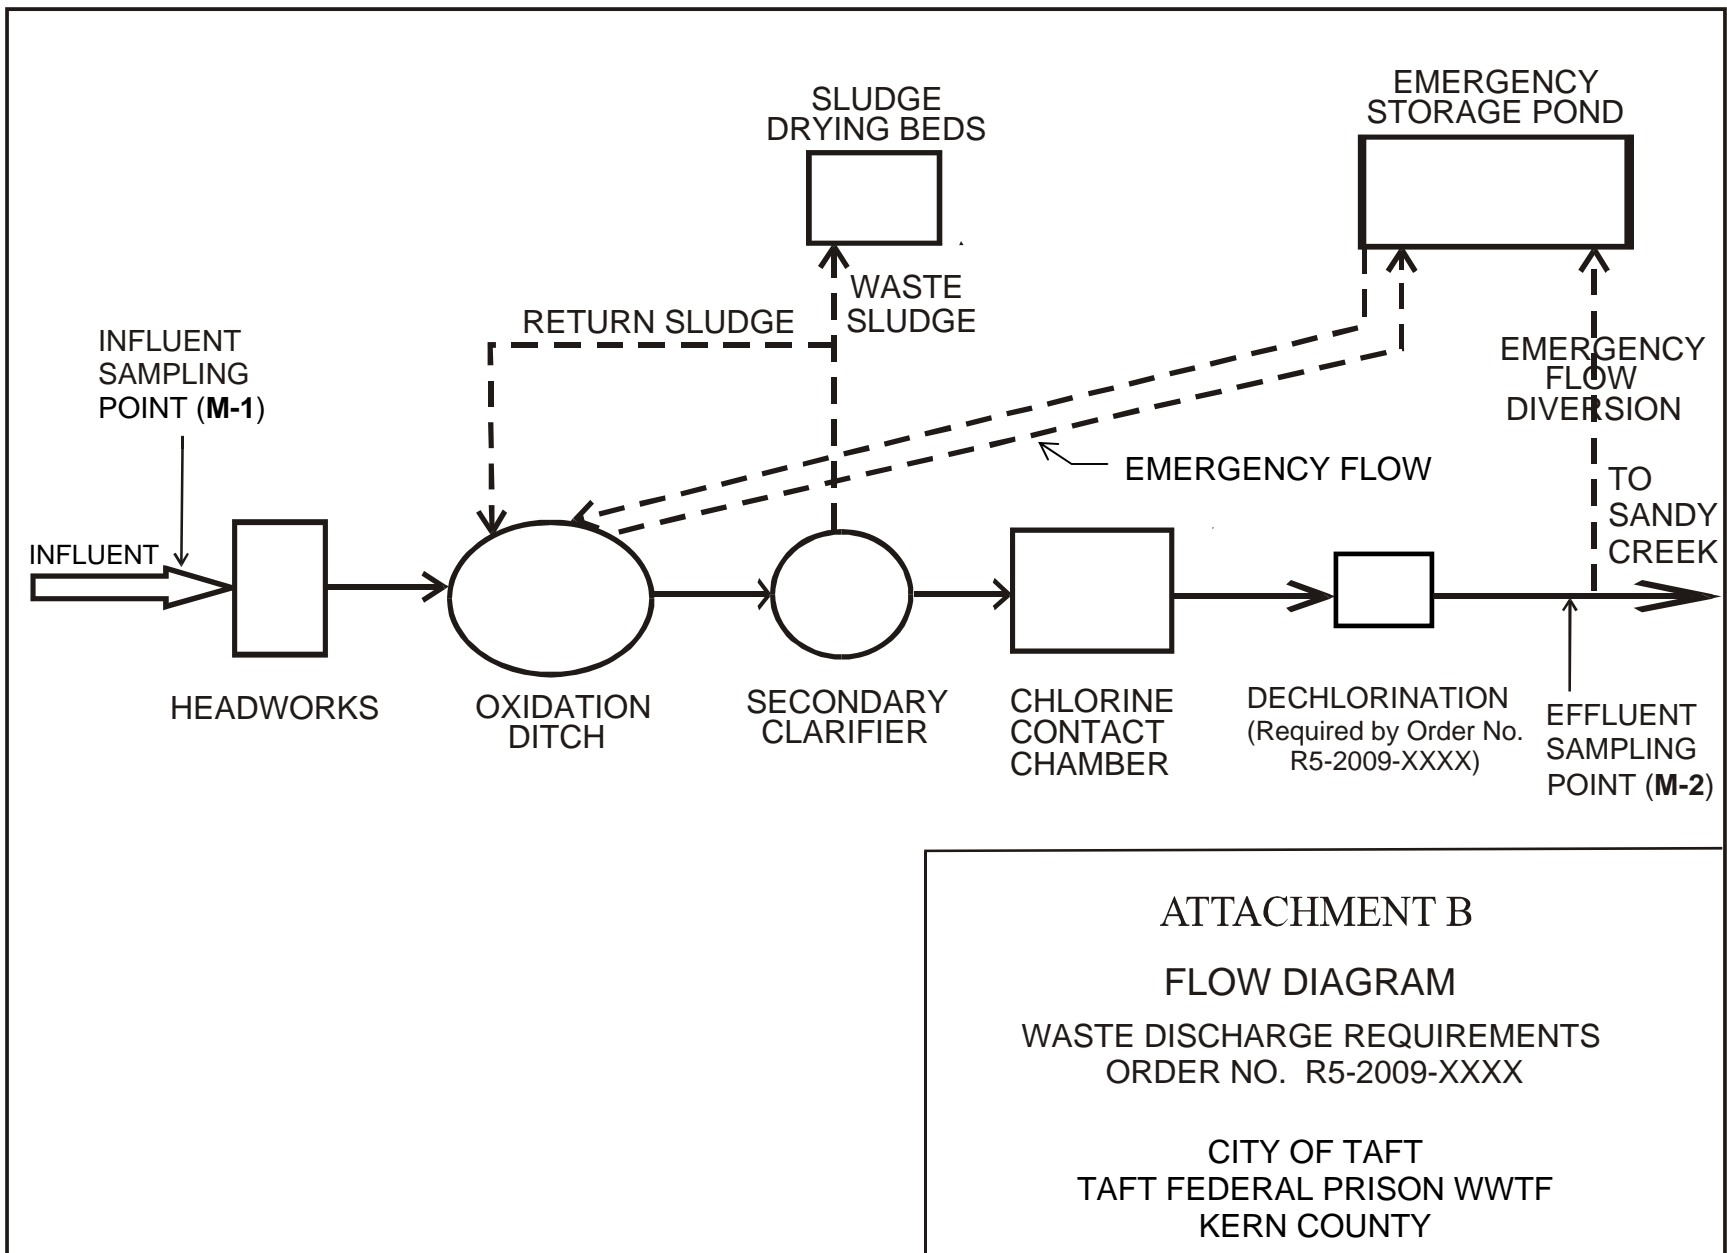 SLUDGE
DRYING BEDS
EMERGENCY
STORAGE POND
WASTE
SLUDGE
RETURN SLUDGE
INFLUENT
SAMPLING
POINT (M-1)
EMERGENCY
FLOW
DIVERSION
EMERGENCY FLOW
TO
SANDY
CREEK
INFLUENT
HEADWORKS
OXIDATION
DITCH
SECONDARY
CLARIFIER
CHLORINE
CONTACT
CHAMBER
DECHLORINATION
(Required by Order No.
R5-2009-XXXX)
EFFLUENT
SAMPLING
POINT (M-2)
ATTACHMENT B
FLOW DIAGRAM
WASTE DISCHARGE REQUIREMENTS
ORDER NO. R5-2009-XXXX
CITY OF TAFT
TAFT FEDERAL PRISON WWTF
KERN COUNTY